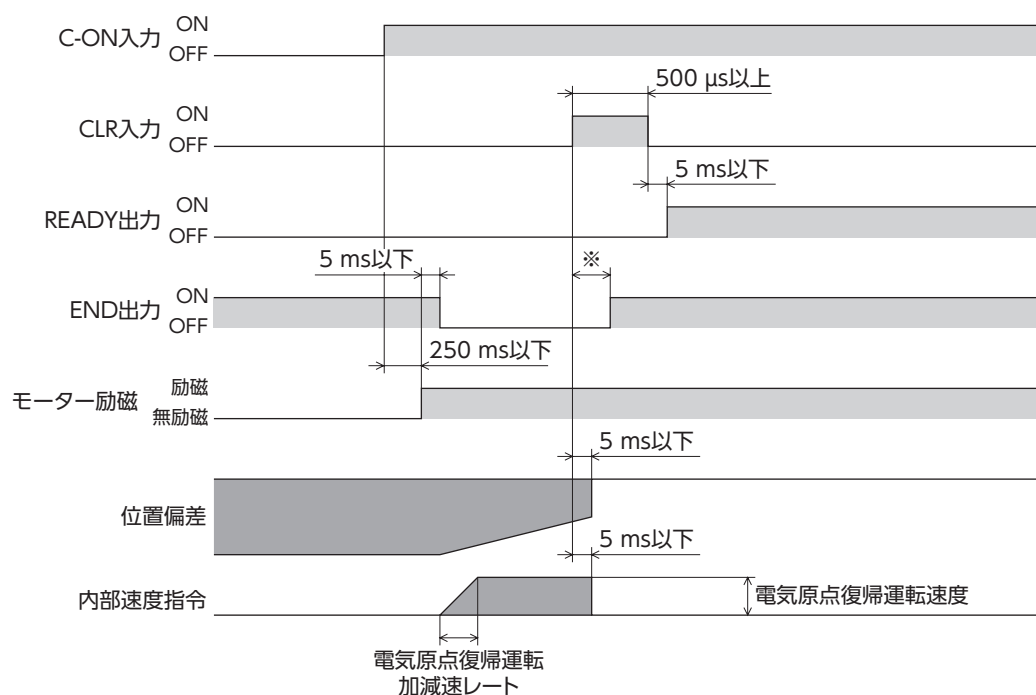 C-ON入力
ON
OFF
500 µs以上
CLR入力
ON
OFF
5 ms以下
READY出力
ON
OFF
5 ms以下
※
END出力
ON
OFF
250 ms以下
モーター励磁
励磁
無励磁
5 ms以下
位置偏差
5 ms以下
内部速度指令
電気原点復帰運転速度
電気原点復帰運転
加減速レート